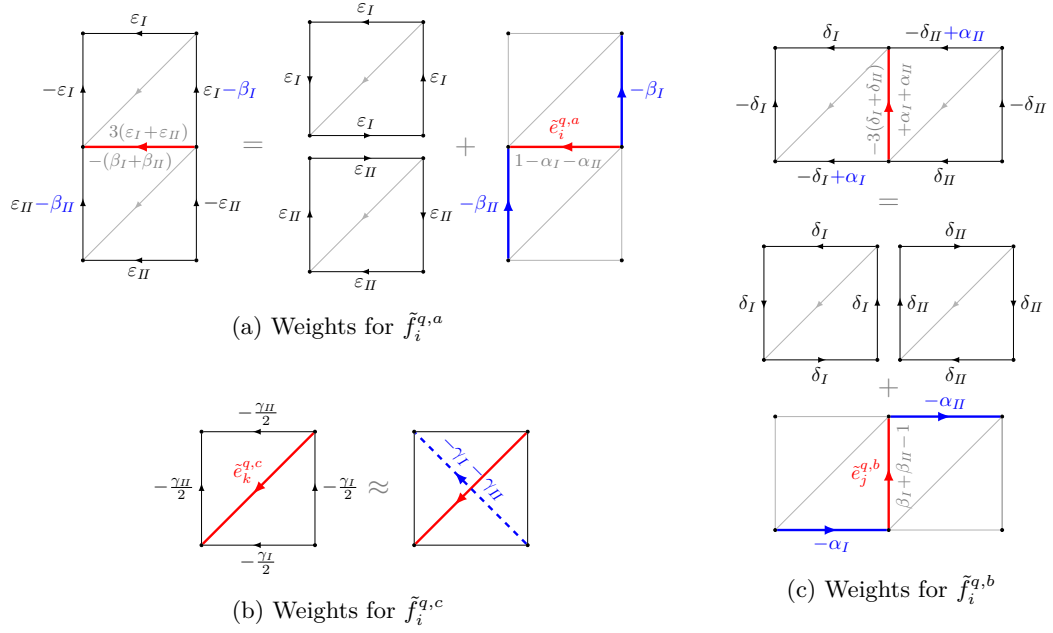 ε_I
ε_I
−ε_I
ε_I−β_I
ε_I
ε_I
−β_I
3(ε_I+ε_II)
ε_I
ẽ_i^{q,a}
=
+
−(β_I+β_II)
ε_II
1−α_I−α_II
ε_II−β_II
−ε_II
ε_II
ε_II
−β_II
ε_II
ε_II
(a) Weights for f̃_i^{q,a}
−γ_II/2
−γ_II/2
ẽ_k^{q,c}
−γ_I/2
≈
−γ_I − γ_II
−γ_I/2
(b) Weights for f̃_i^{q,c}
δ_I
−δ_II+α_II
−δ_I
−3(δ_I+δ_II)
+α_I+α_II
−δ_II
−δ_I+α_I
δ_II
=
δ_I
δ_II
δ_I
δ_I
δ_II
δ_II
δ_I
δ_II
+
−α_II
ẽ_j^{q,b}
β_I+β_II−1
−α_I
(c) Weights for f̃_i^{q,b}